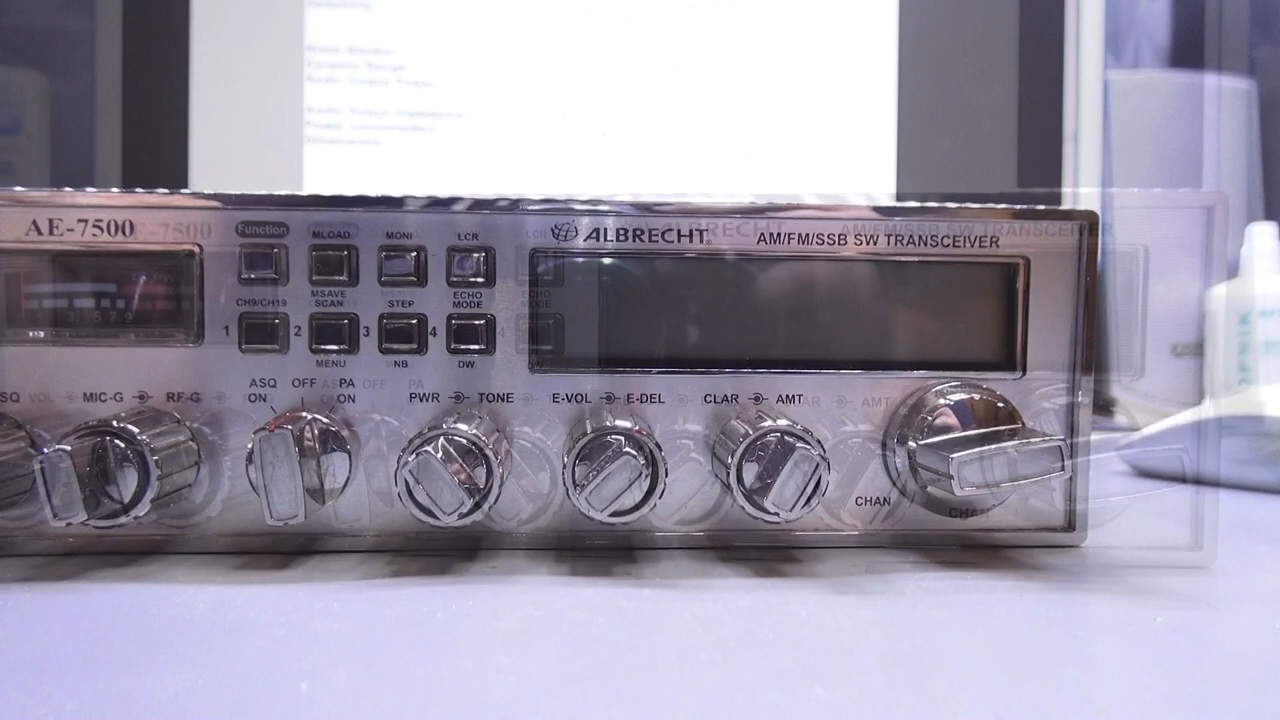 AE-7500
Function MLOAD MONI LCR
ALBRECHT AM/FM/SSB SW TRANSCEIVER
CH9/CH19 MSAVE SCAN STEP ECHO MODE
1 2 3 4
MENU NB DW
SQ MIC-G RF-G
ASQ ON OFF PA ON
PWR TONE
E-VOL E-DEL
CLAR AMT
CHAN